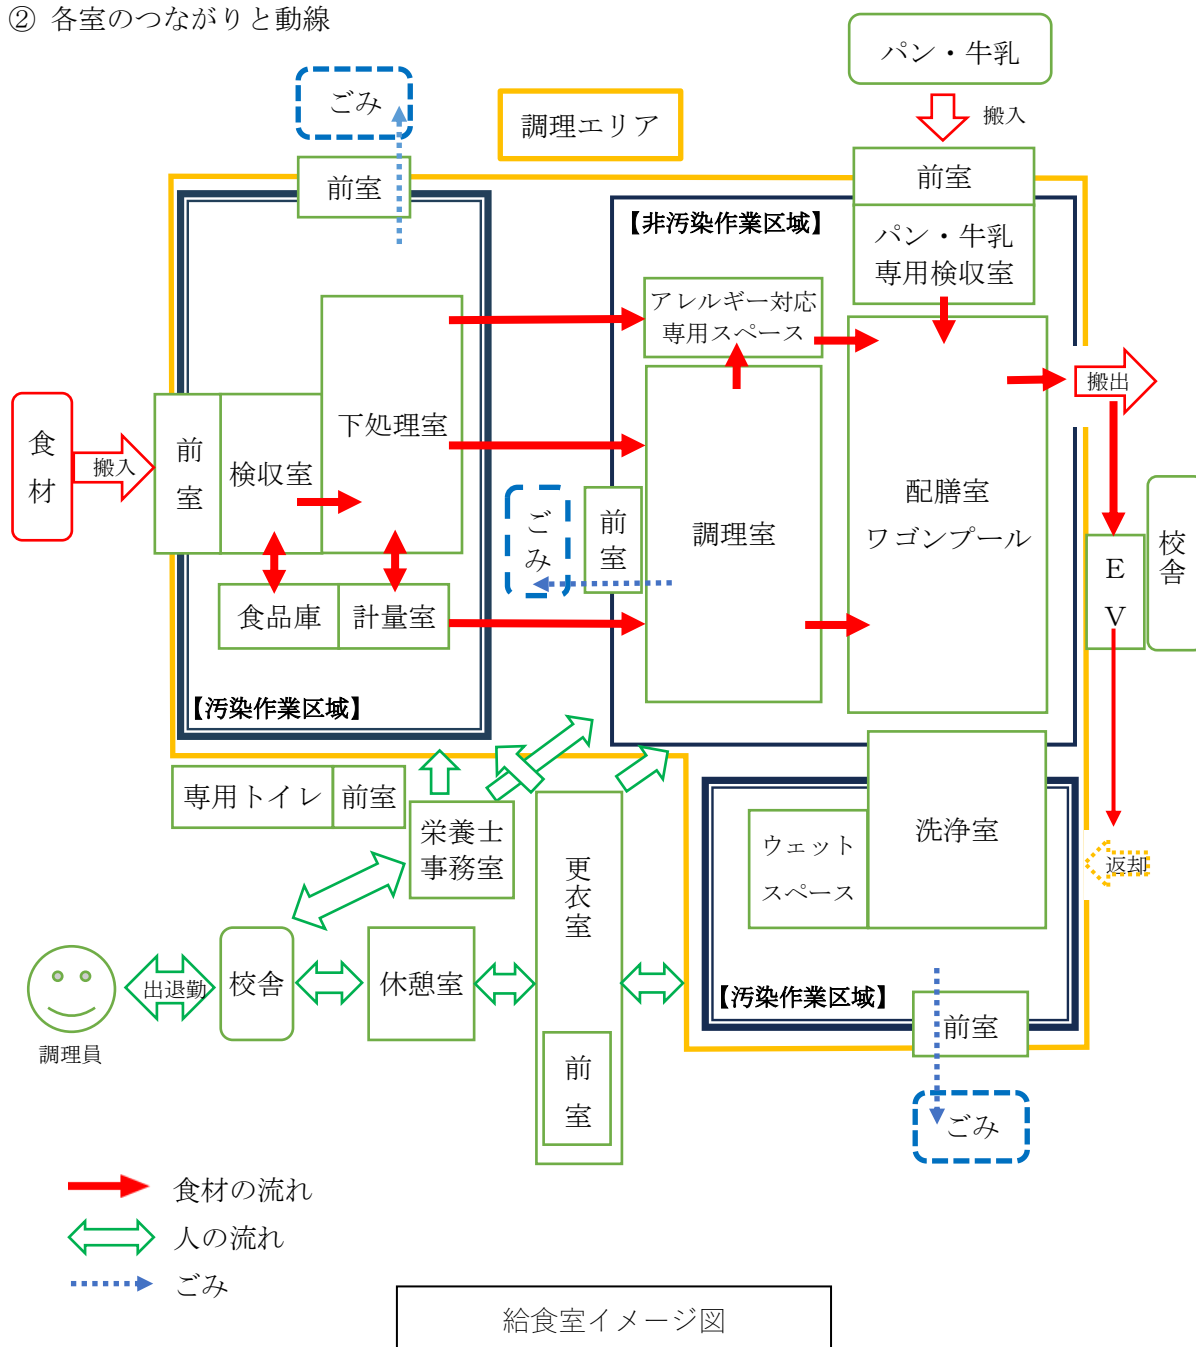 ② 各室のつながりと動線
パン・牛乳
搬入
ごみ
調理エリア
前室
前室
【非汚染作業区域】
パン・牛乳
専用検収室
アレルギー対応
専用スペース
食
材
搬入
前
室
検収室
下処理室
搬出
ご
み
前
室
調理室
配膳室
ワゴンプール
E
V
校
舎
食品庫
計量室
【汚染作業区域】
専用トイレ
前室
栄養士
事務室
更
衣
室
ウェット
スペース
洗浄室
返却
調理員
出退勤
校舎
休憩室
前
室
【汚染作業区域】
前室
ごみ
食材の流れ
人の流れ
ごみ
給食室イメージ図